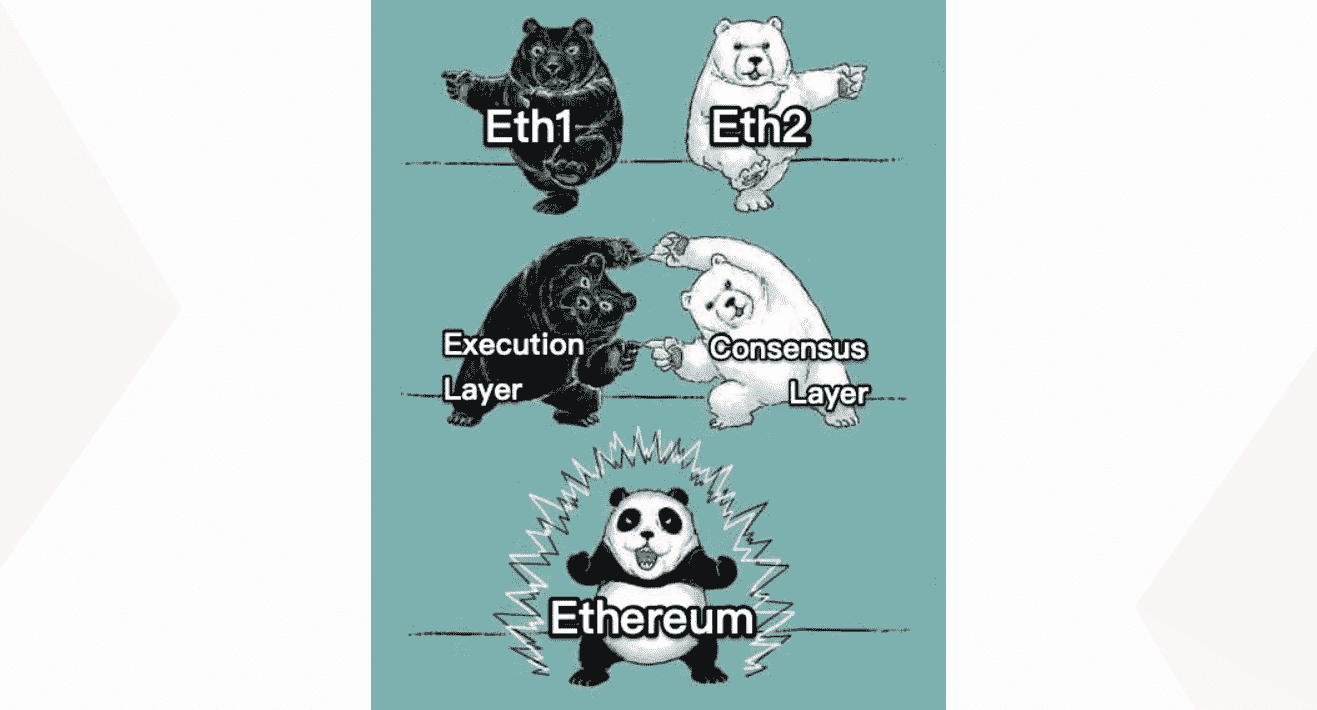 Eth1
Eth2
Execution
Layer
Consensus
Layer
Ethereum